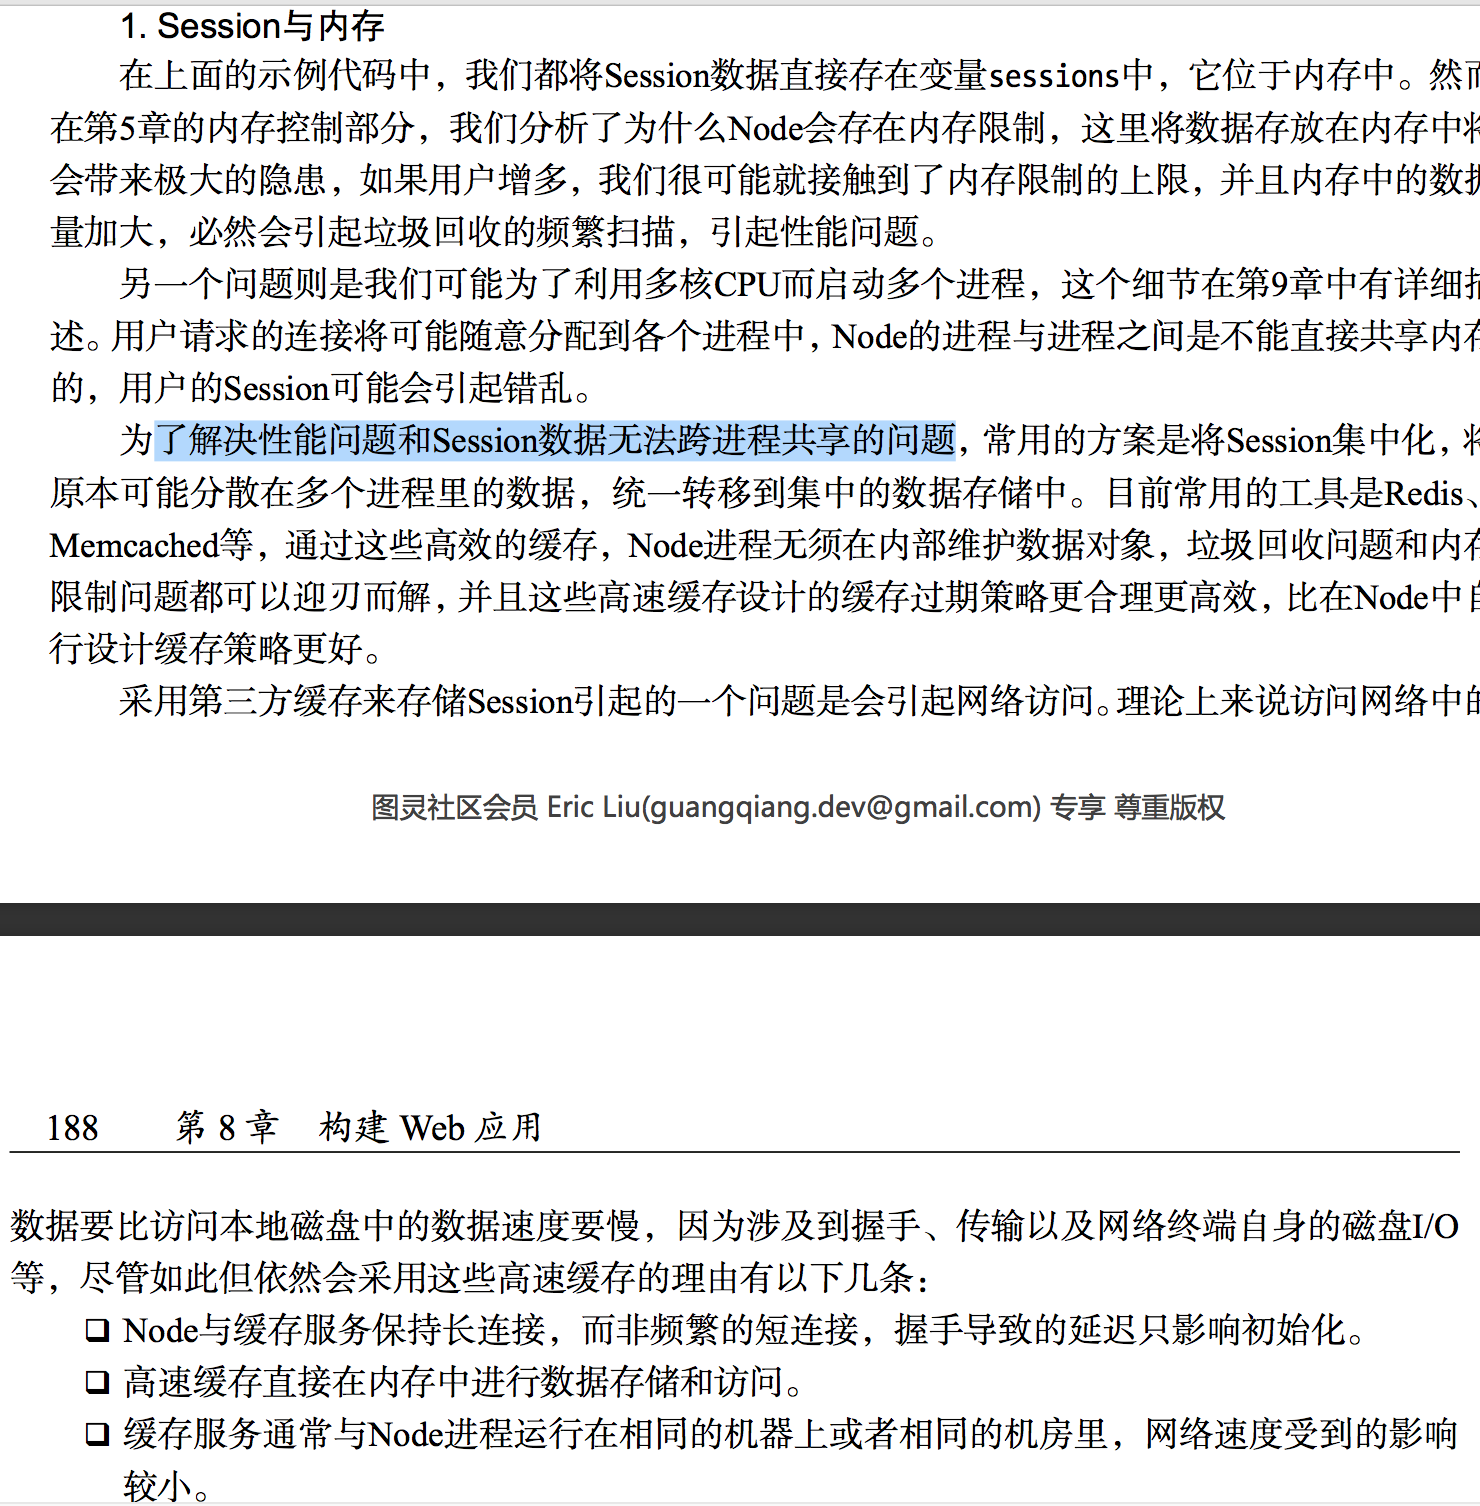 1. Session与内存
在上面的示例代码中，我们都将Session数据直接存在变量sessions中，它位于内存中。然而
在第5章的内存控制部分，我们分析了为什么Node会存在内存限制，这里将数据存放在内存中将
会带来极大的隐患，如果用户增多，我们很可能就接触到了内存限制的上限，并且内存中的数据
量加大，必然会引起垃圾回收的频繁扫描，引起性能问题。
另一个问题则是我们可能为了利用多核CPU而启动多个进程，这个细节在第9章中有详细描
述。用户请求的连接将可能随意分配到各个进程中，Node的进程与进程之间是不能直接共享内存
的，用户的Session可能会引起错乱。
为了解决性能问题和Session数据无法跨进程共享的问题，常用的方案是将Session集中化，将
原本可能分散在多个进程里的数据，统一转移到集中的数据存储中。目前常用的工具是Redis、
Memcached等，通过这些高效的缓存，Node进程无须在内部维护数据对象，垃圾回收问题和内存
限制问题都可以迎刃而解，并且这些高速缓存设计的缓存过期策略更合理更高效，比在Node中自
行设计缓存策略更好。
采用第三方缓存来存储Session引起的一个问题是会引起网络访问。理论上来说访问网络中的
图灵社区会员 Eric Liu(guangqiang.dev@gmail.com) 专享 尊重版权
188 第 8 章 构建 Web 应用
数据要比访问本地磁盘中的数据速度要慢，因为涉及到握手、传输以及网络终端自身的磁盘I/O
等，尽管如此但依然会采用这些高速缓存的理由有以下几条：
❑ Node与缓存服务保持长连接，而非频繁的短连接，握手导致的延迟只影响初始化。
❑ 高速缓存直接在内存中进行数据存储和访问。
❑ 缓存服务通常与Node进程运行在相同的机器上或者相同的机房里，网络速度受到的影响
较小。